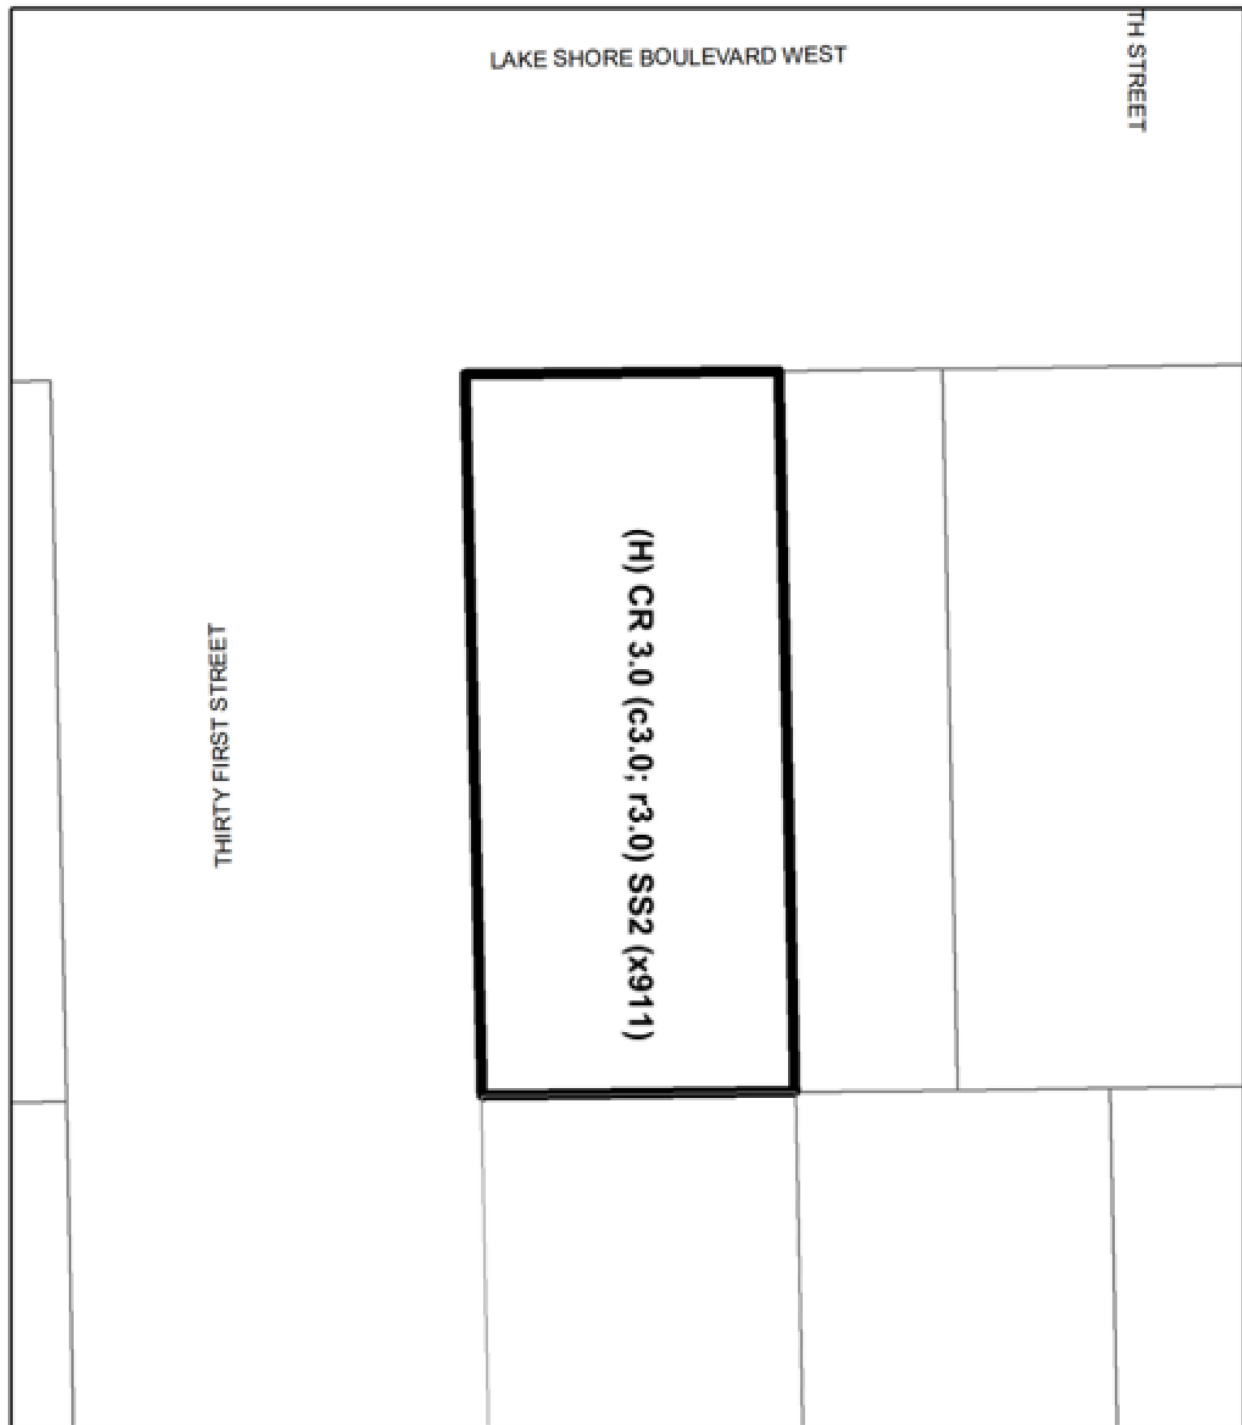 LAKE SHORE BOULEVARD WEST
TH STREET
(H) CR 3.0 (c3.0; r3.0) SS2 (x911)
THIRTY FIRST STREET